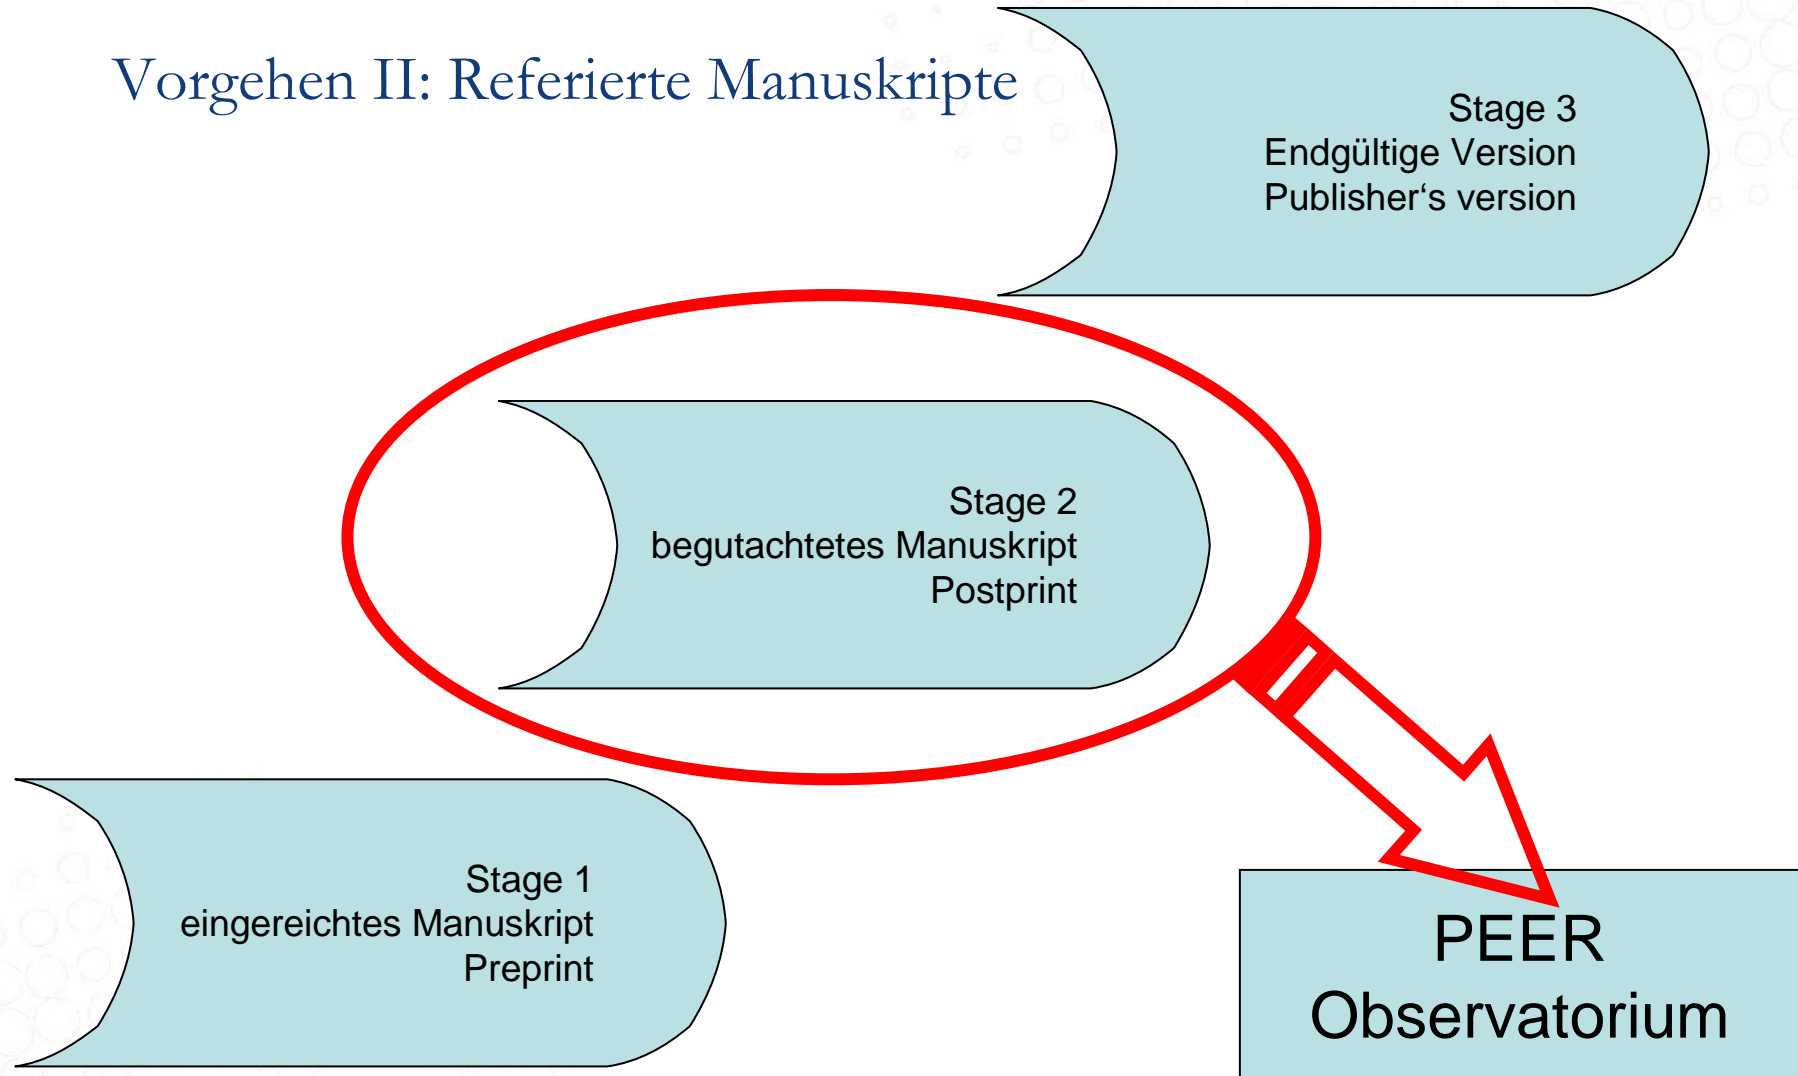 Vorgehen II: Referierte Manuskripte
Stage 3
Endgültige Version
Publisher‘s version
Stage 2
begutachtetes Manuskript
Postprint
Stage 1
eingereichtes Manuskript
Preprint
PEER
Observatorium